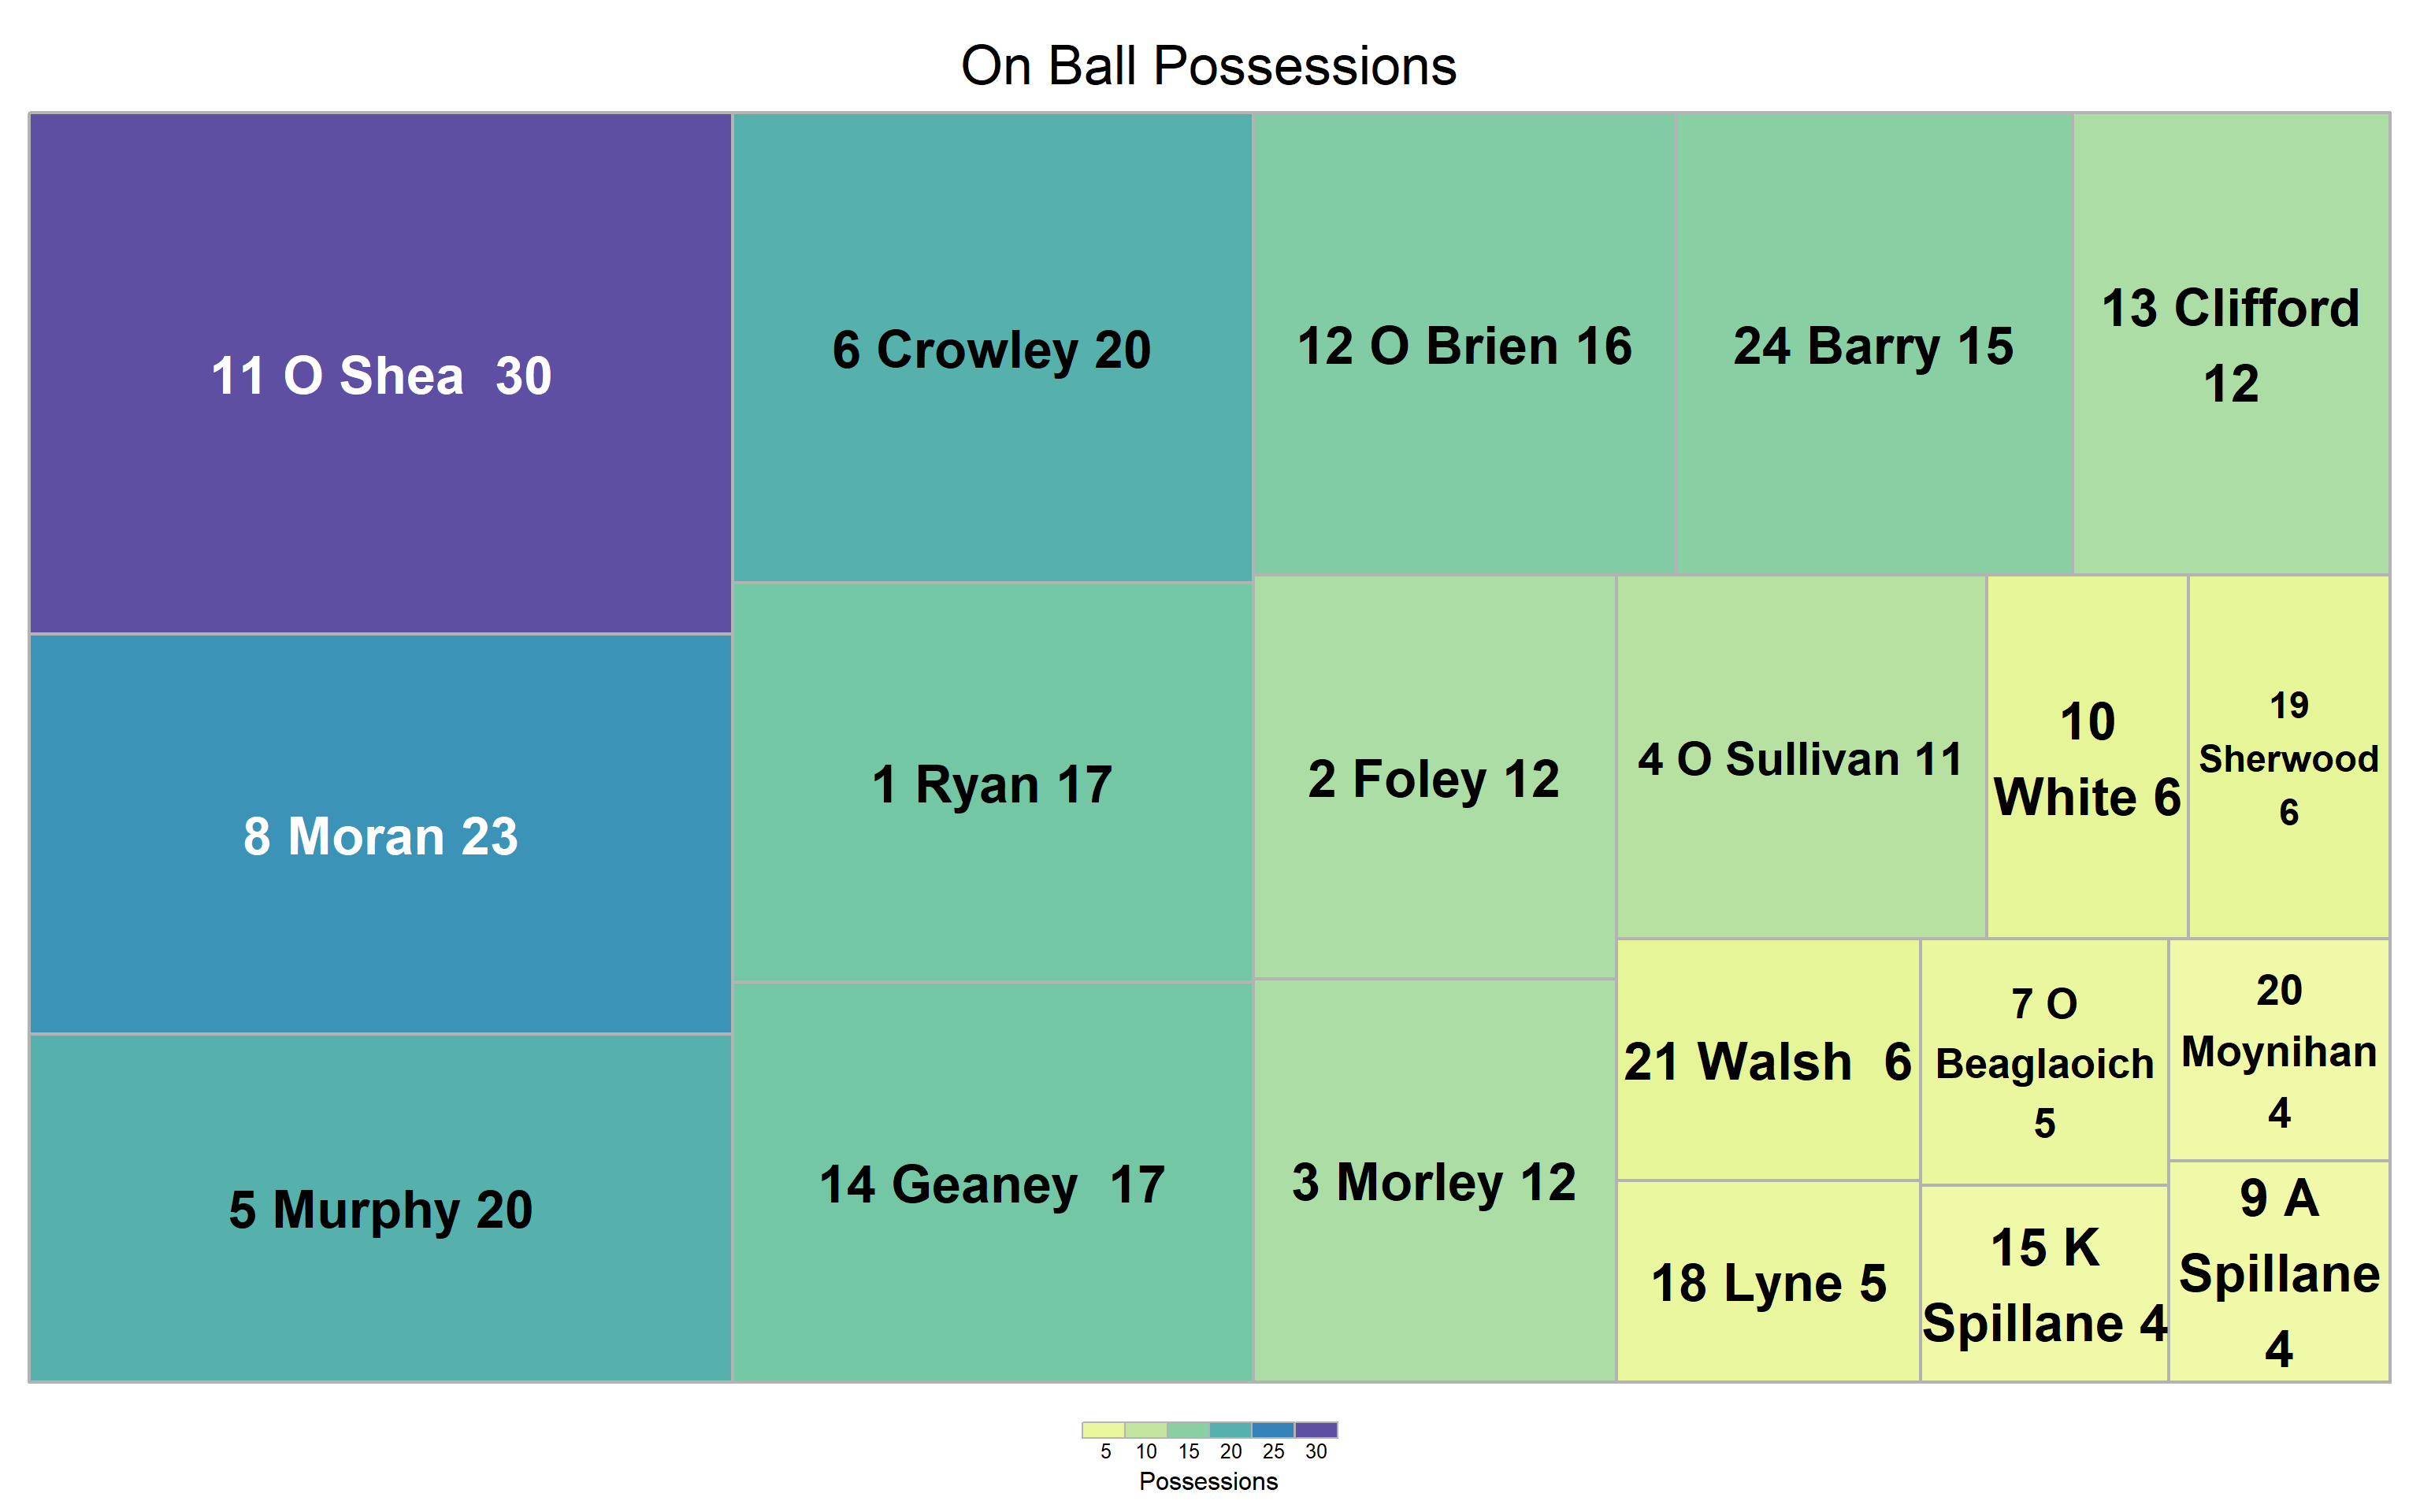 On Ball Possessions
11 O Shea  30
8 Moran 23
5 Murphy 20
6 Crowley 20
1 Ryan 17
14 Geaney  17
12 O Brien 16
24 Barry 15
13 Clifford
12
2 Foley 12
3 Morley 12
4 O Sullivan 11
10
White 6
19
Sherwood
6
21 Walsh  6
18 Lyne 5
7 O
Beaglaoich
5
15 K
Spillane 4
20
Moynihan
4
9 A
Spillane
4
5 10 15 20 25 30
Possessions